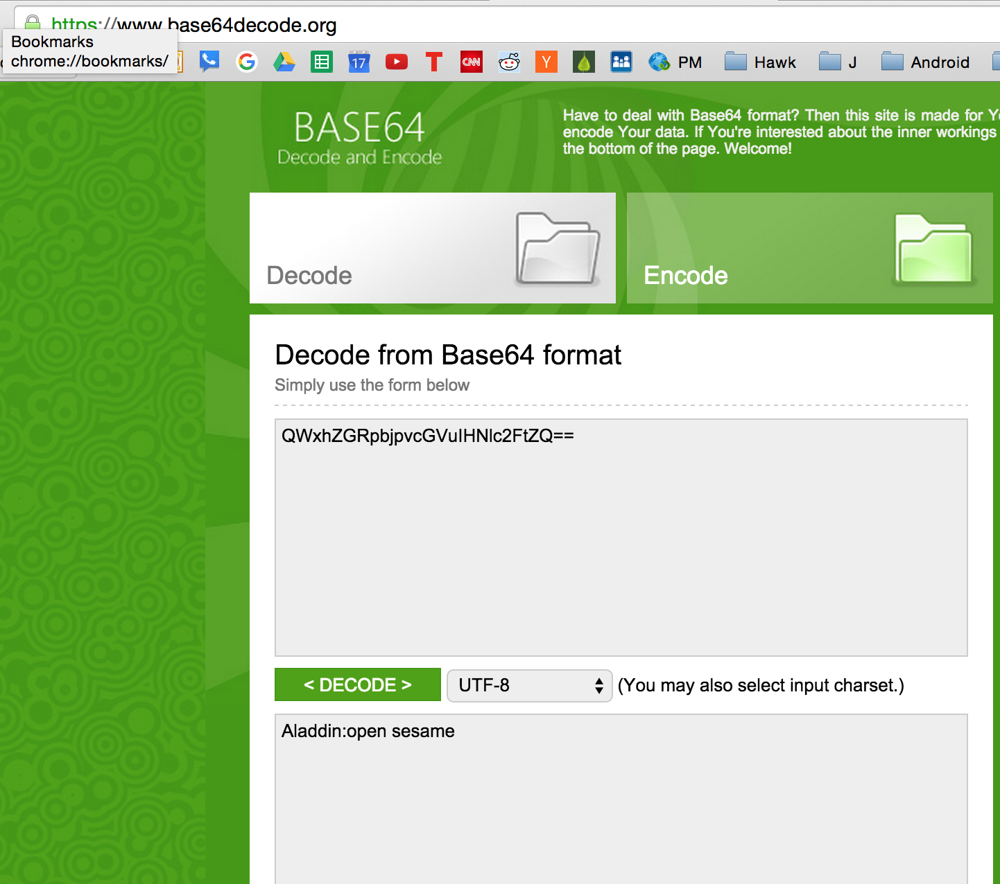 https://www.base64decode.org
Bookmarks
chrome://bookmarks/
17
T
CNN
Y
PM
Hawk
J
Android
BASE64
Decode and Encode
Have to deal with Base64 format? Then this site is made for
encode Your data. If You're interested about the inner workings
the bottom of the page. Welcome!
Decode
Encode
Decode from Base64 format
Simply use the form below
QWxhZGRpbjpvcGVuIHNlc2FtZQ==
< DECODE >
UTF-8
(You may also select input charset.)
Aladdin:open sesame